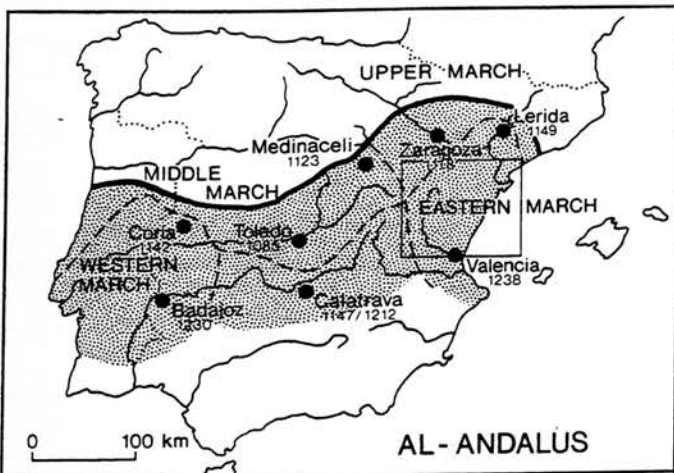 UPPER MARCH
Lerida
1149
Medinaceli
1123
Zaragoza
MIDDLE
MARCH
EASTERN MARCH
Coria
1142
Toledo
1085
WESTERN
MARCH
Valencia
1238
Badajoz
1230
Calatrava
1147/1212
0 100 km
AL-ANDALUS